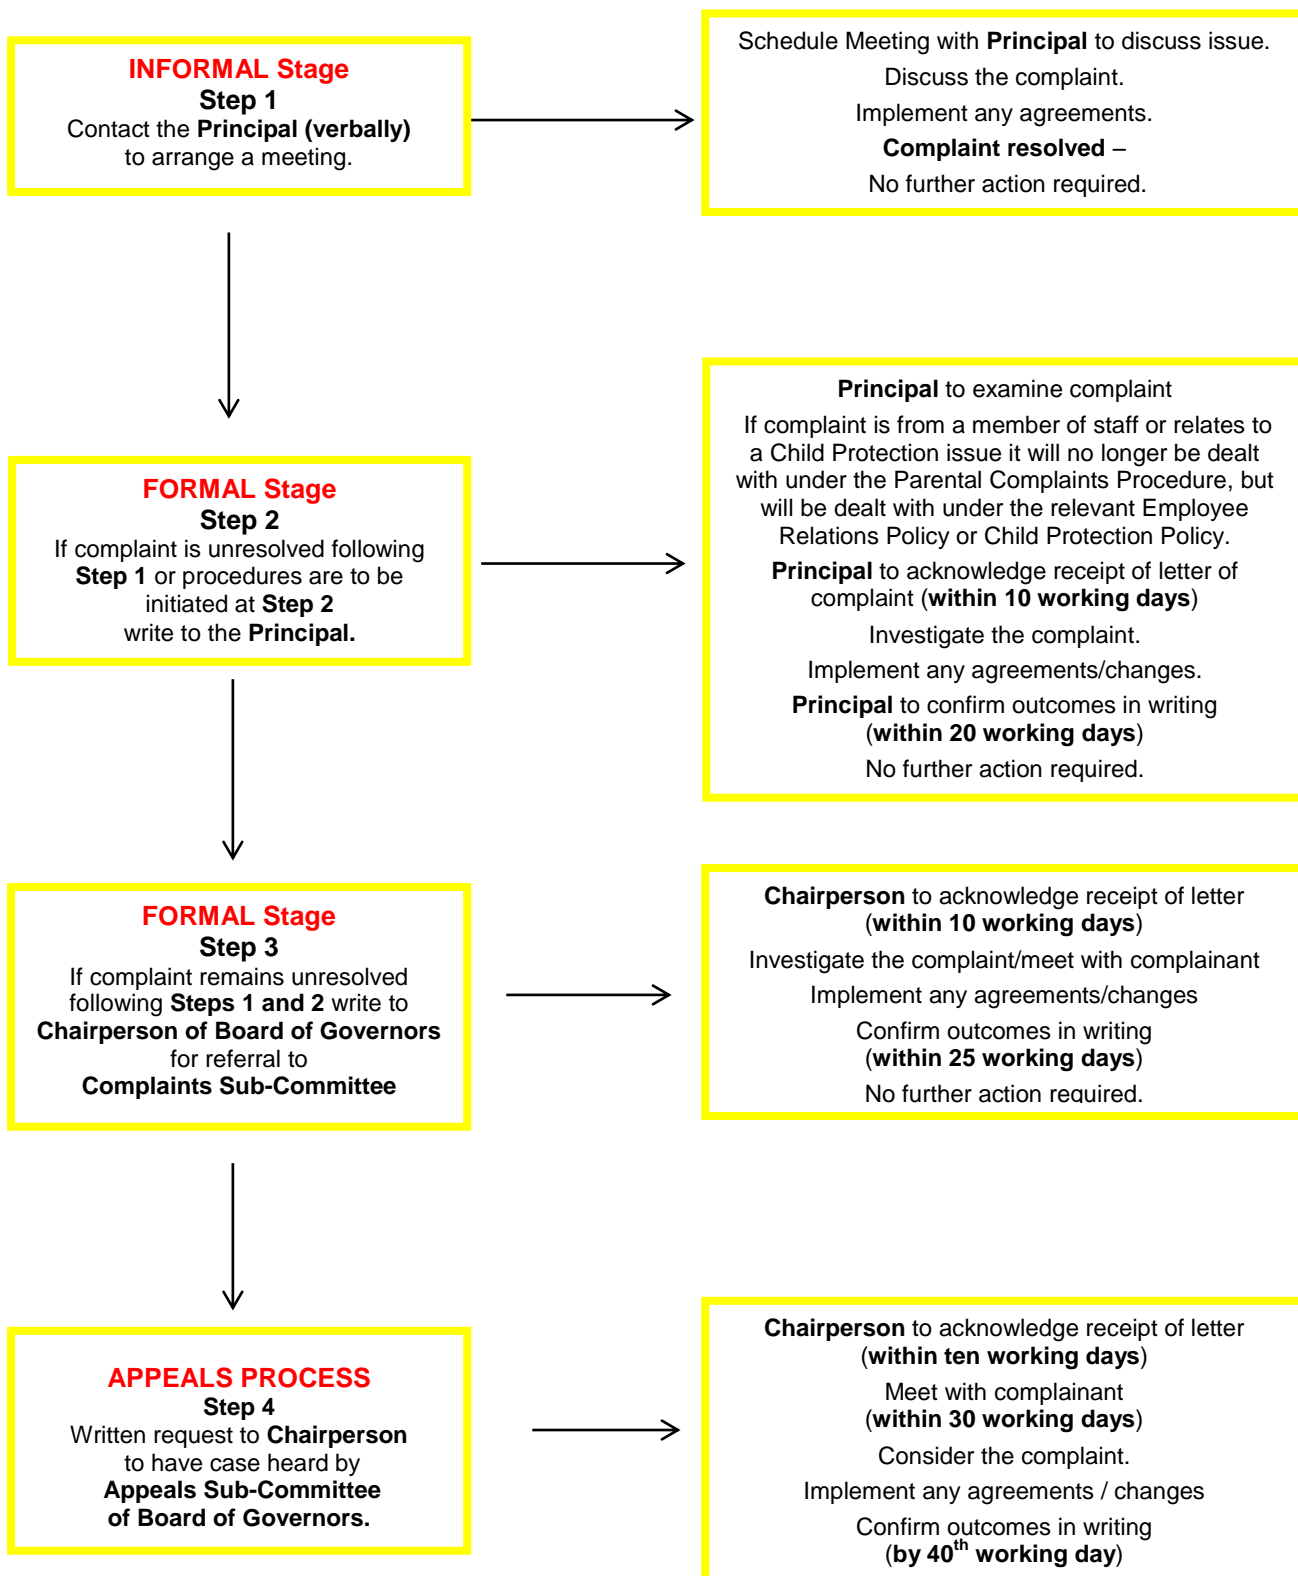 INFORMAL Stage
Step 1
Contact the Principal (verbally)
to arrange a meeting.
Schedule Meeting with Principal to discuss issue.
Discuss the complaint.
Implement any agreements.
Complaint resolved –
No further action required.
FORMAL Stage
Step 2
If complaint is unresolved following
Step 1 or procedures are to be
initiated at Step 2
write to the Principal.
Principal to examine complaint
If complaint is from a member of staff or relates to
a Child Protection issue it will no longer be dealt
with under the Parental Complaints Procedure, but
will be dealt with under the relevant Employee
Relations Policy or Child Protection Policy.
Principal to acknowledge receipt of letter of
complaint (within 10 working days)
Investigate the complaint.
Implement any agreements/changes.
Principal to confirm outcomes in writing
(within 20 working days)
No further action required.
FORMAL Stage
Step 3
If complaint remains unresolved
following Steps 1 and 2 write to
Chairperson of Board of Governors
for referral to
Complaints Sub-Committee
Chairperson to acknowledge receipt of letter
(within 10 working days)
Investigate the complaint/meet with complainant
Implement any agreements/changes
Confirm outcomes in writing
(within 25 working days)
No further action required.
APPEALS PROCESS
Step 4
Written request to Chairperson
to have case heard by
Appeals Sub-Committee
of Board of Governors.
Chairperson to acknowledge receipt of letter
(within ten working days)
Meet with complainant
(within 30 working days)
Consider the complaint.
Implement any agreements / changes
Confirm outcomes in writing
(by 40th working day)